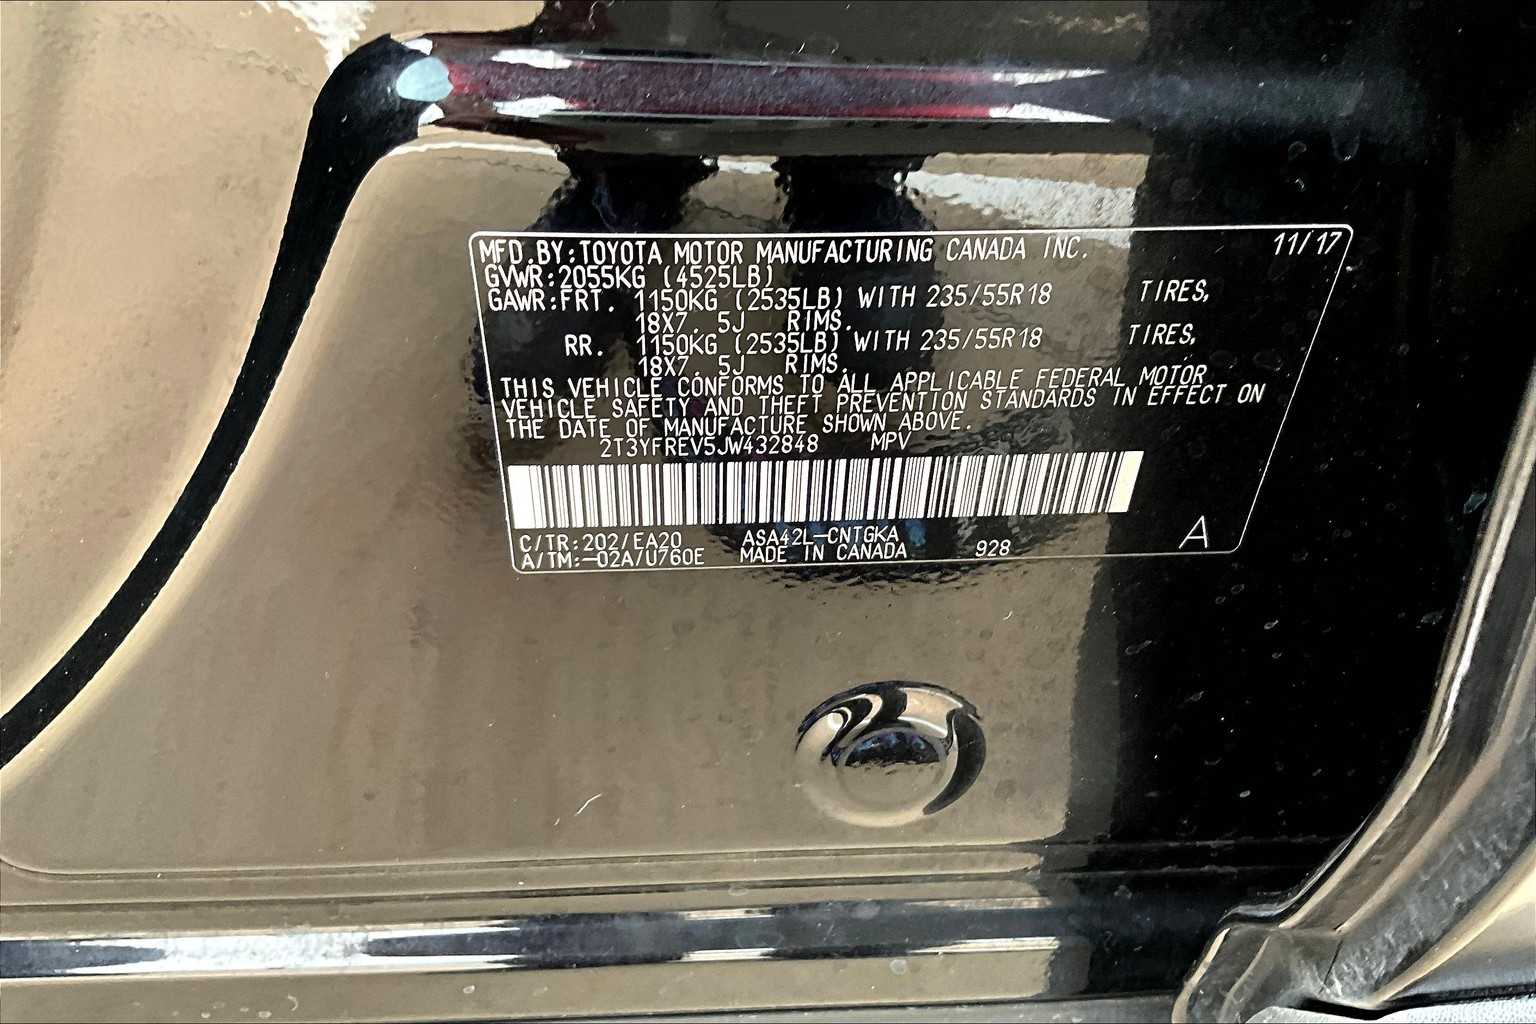 MFD.BY:TOYOTA MOTOR MANUFACTURING CANADA INC. 11/17
GVWR:2055KG (4525LB)
GAWR:FRT. 1150KG (2535LB) WITH 235/55R18 TIRES,
18X7.5J RIMS.
RR. 1150KG (2535LB) WITH 235/55R18 TIRES,
18X7.5J RIMS.
THIS VEHICLE CONFORMS TO ALL APPLICABLE FEDERAL MOTOR
VEHICLE SAFETY AND THEFT PREVENTION STANDARDS IN EFFECT ON
THE DATE OF MANUFACTURE SHOWN ABOVE.
2T3YFREV5JW432848 MPV
C/TR:202/EA20 ASA42L-CNTGKA
A/TM:-02A/U760E MADE IN CANADA 928 A